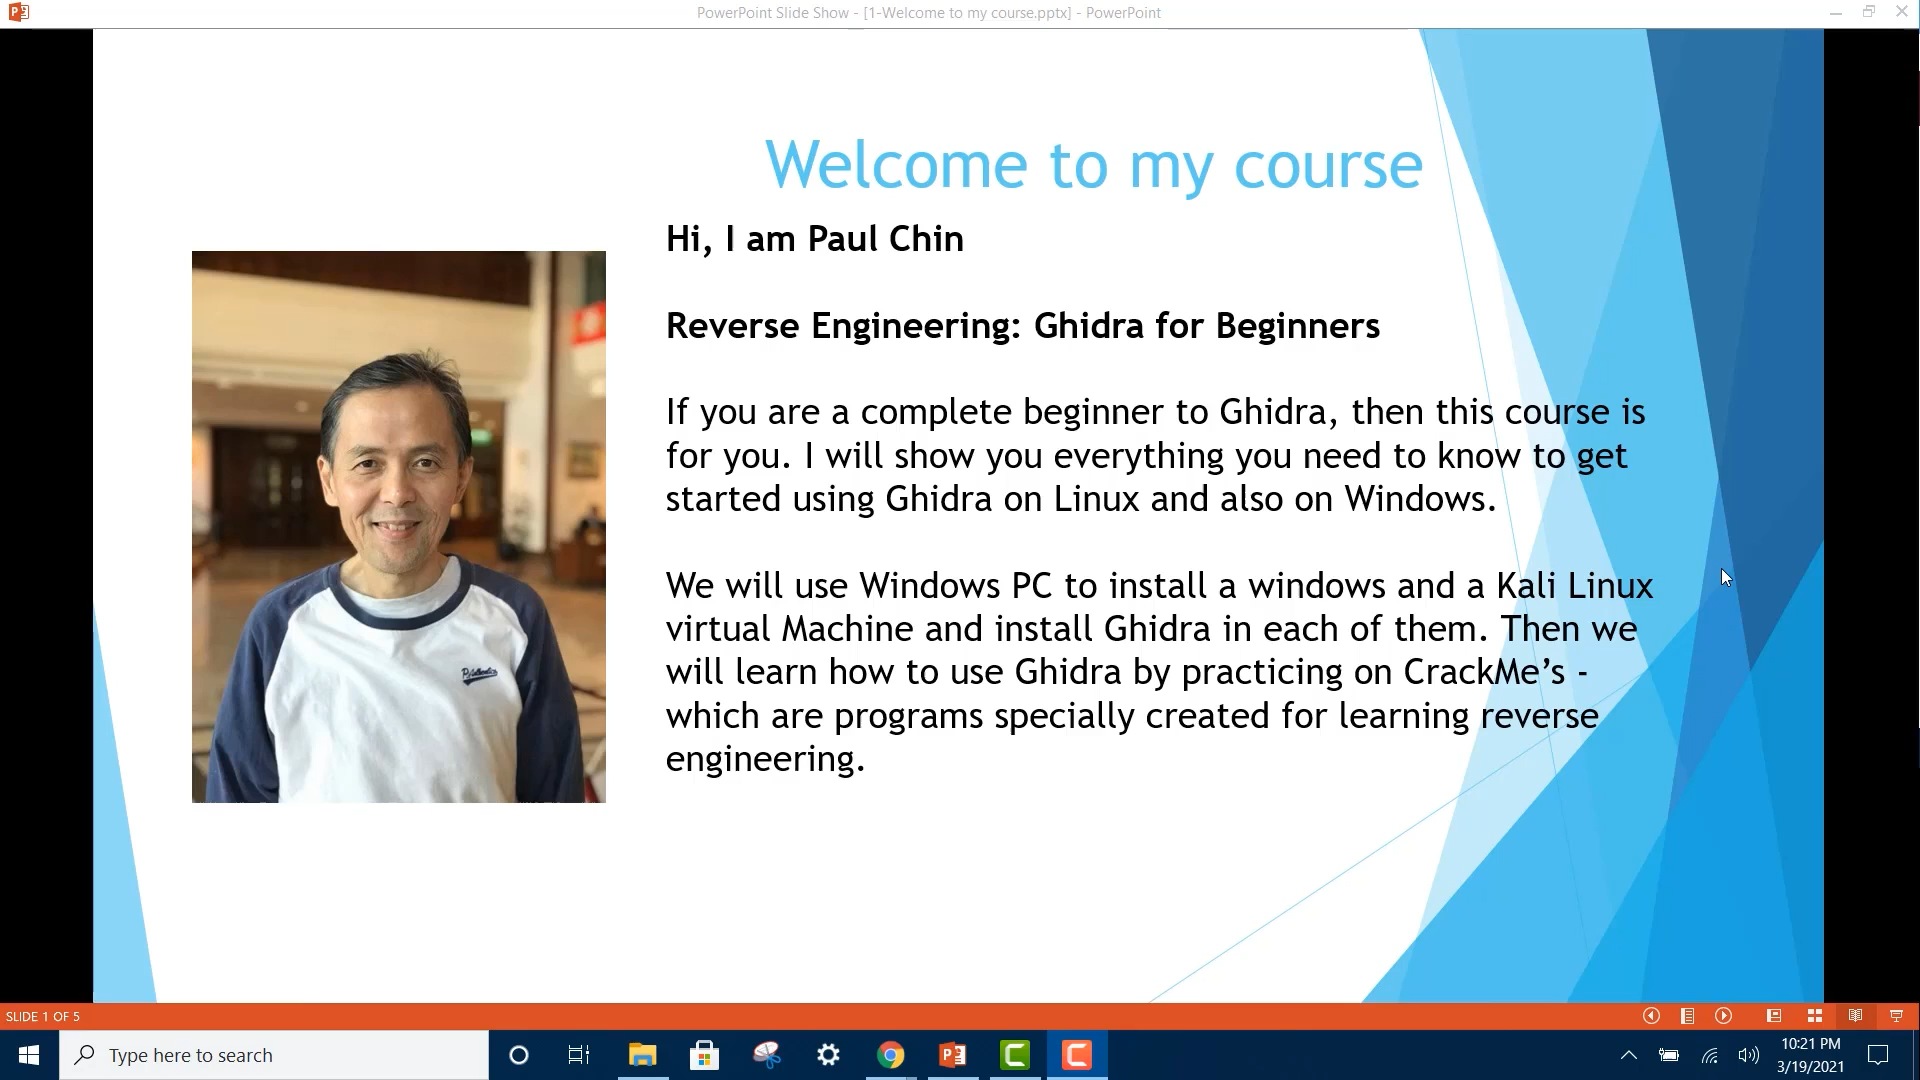 PowerPoint Slide Show - [1-Welcome to my course.pptx] - PowerPoint
Welcome to my course
Hi, I am Paul Chin
Reverse Engineering: Ghidra for Beginners
If you are a complete beginner to Ghidra, then this course is
for you. I will show you everything you need to know to get
started using Ghidra on Linux and also on Windows.
We will use Windows PC to install a windows and a Kali Linux
virtual Machine and install Ghidra in each of them. Then we
will learn how to use Ghidra by practicing on CrackMe’s -
which are programs specially created for learning reverse
engineering.
SLIDE 1 OF 5
Type here to search
10:21 PM
3/19/2021